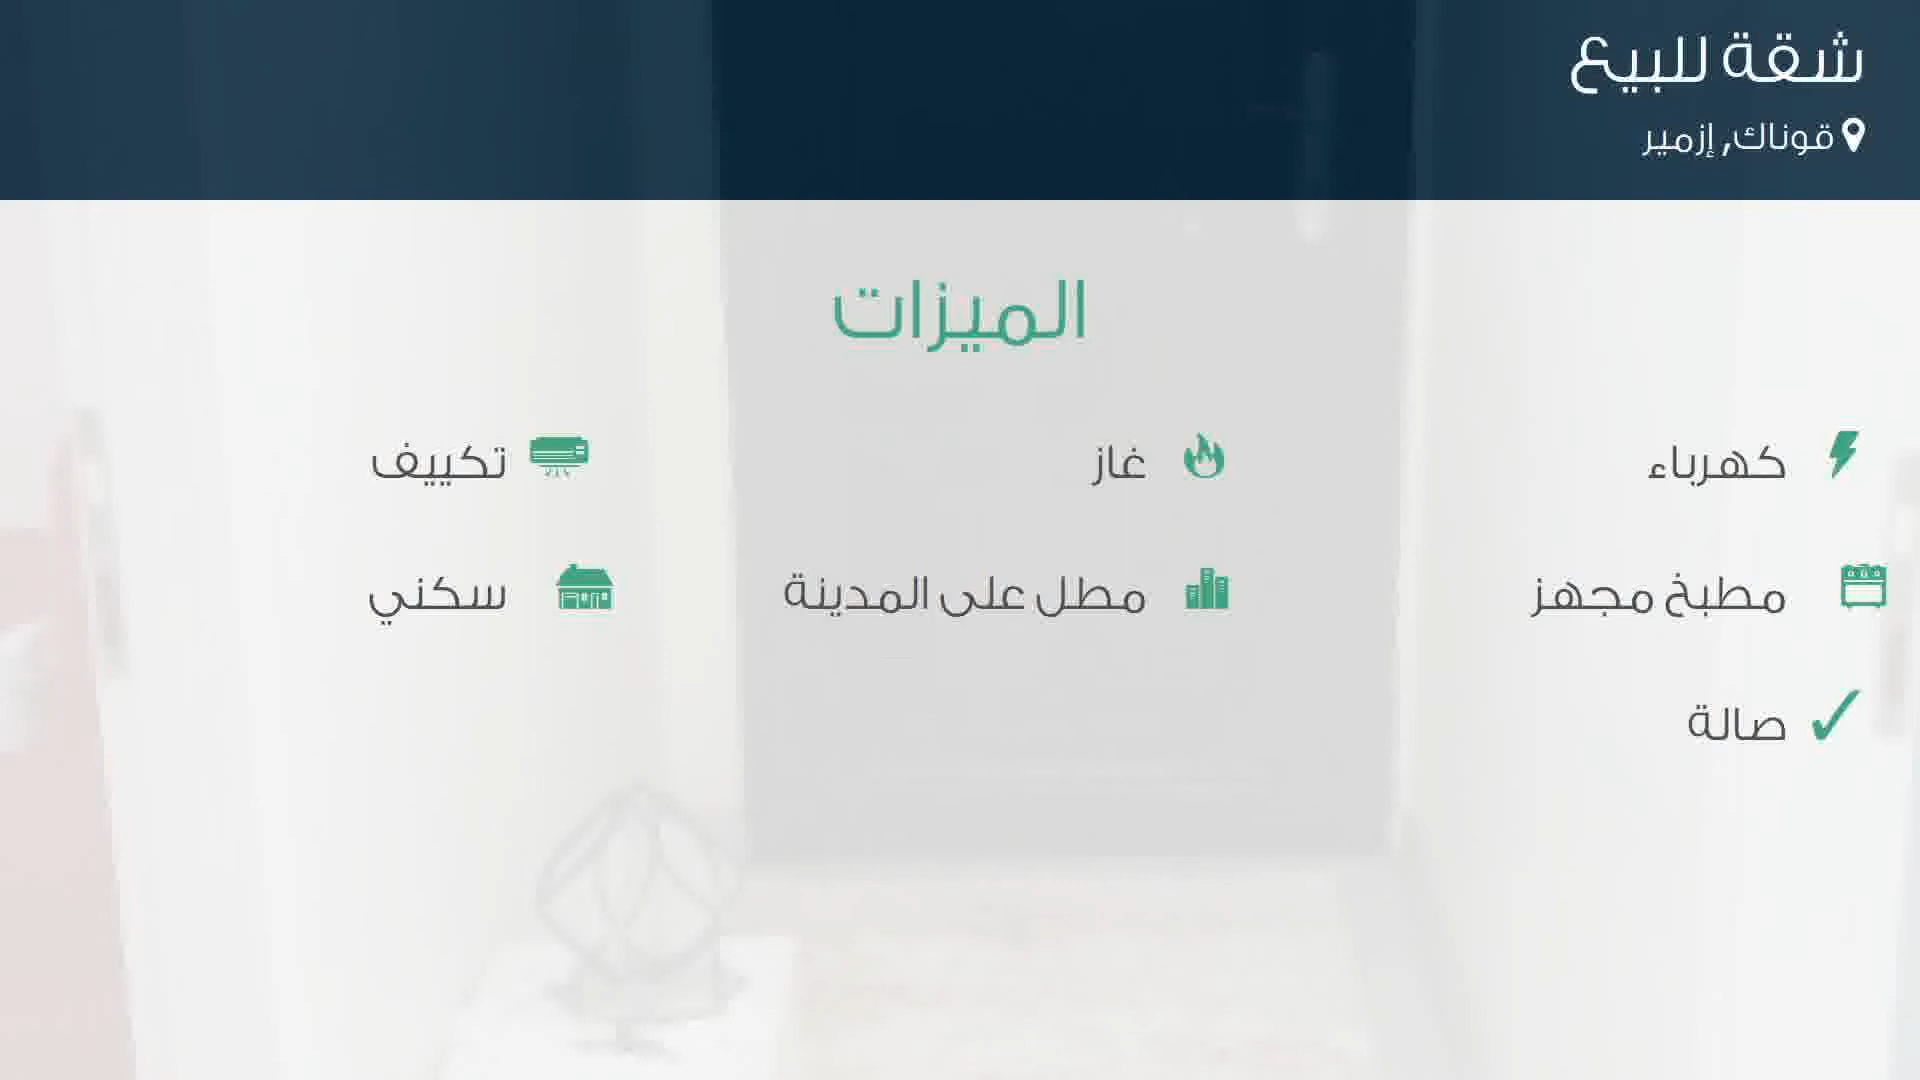 شقة للبيع
قوناك, إزمير
الميزات
كهرباء
غاز
تكييف
مطبخ مجهز
مطل على المدينة
سكني
صالة